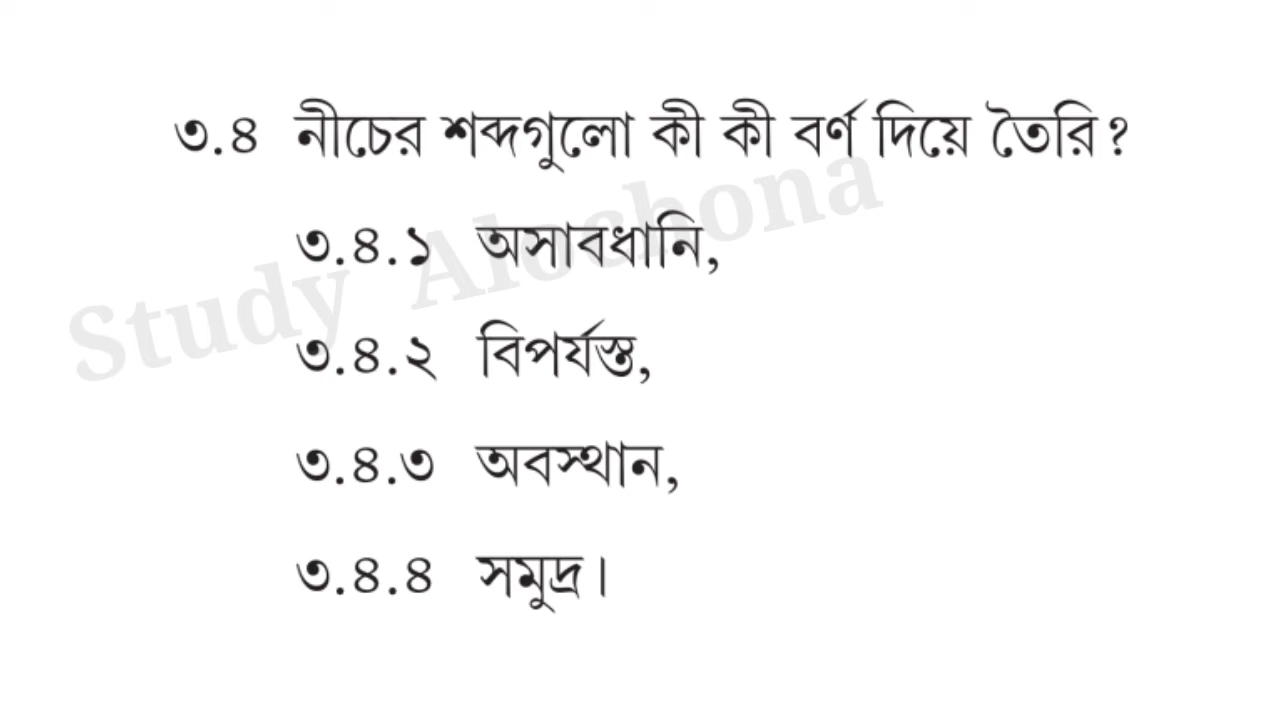 ৩.৪ নীচের শব্দগুলো কী কী বর্ণ দিয়ে তৈরি?
৩.৪.১ অসাবধানি,
৩.৪.২ বিপর্যস্ত,
৩.৪.৩ অবস্থান,
৩.৪.৪ সমুদ্র।
Study Alochona